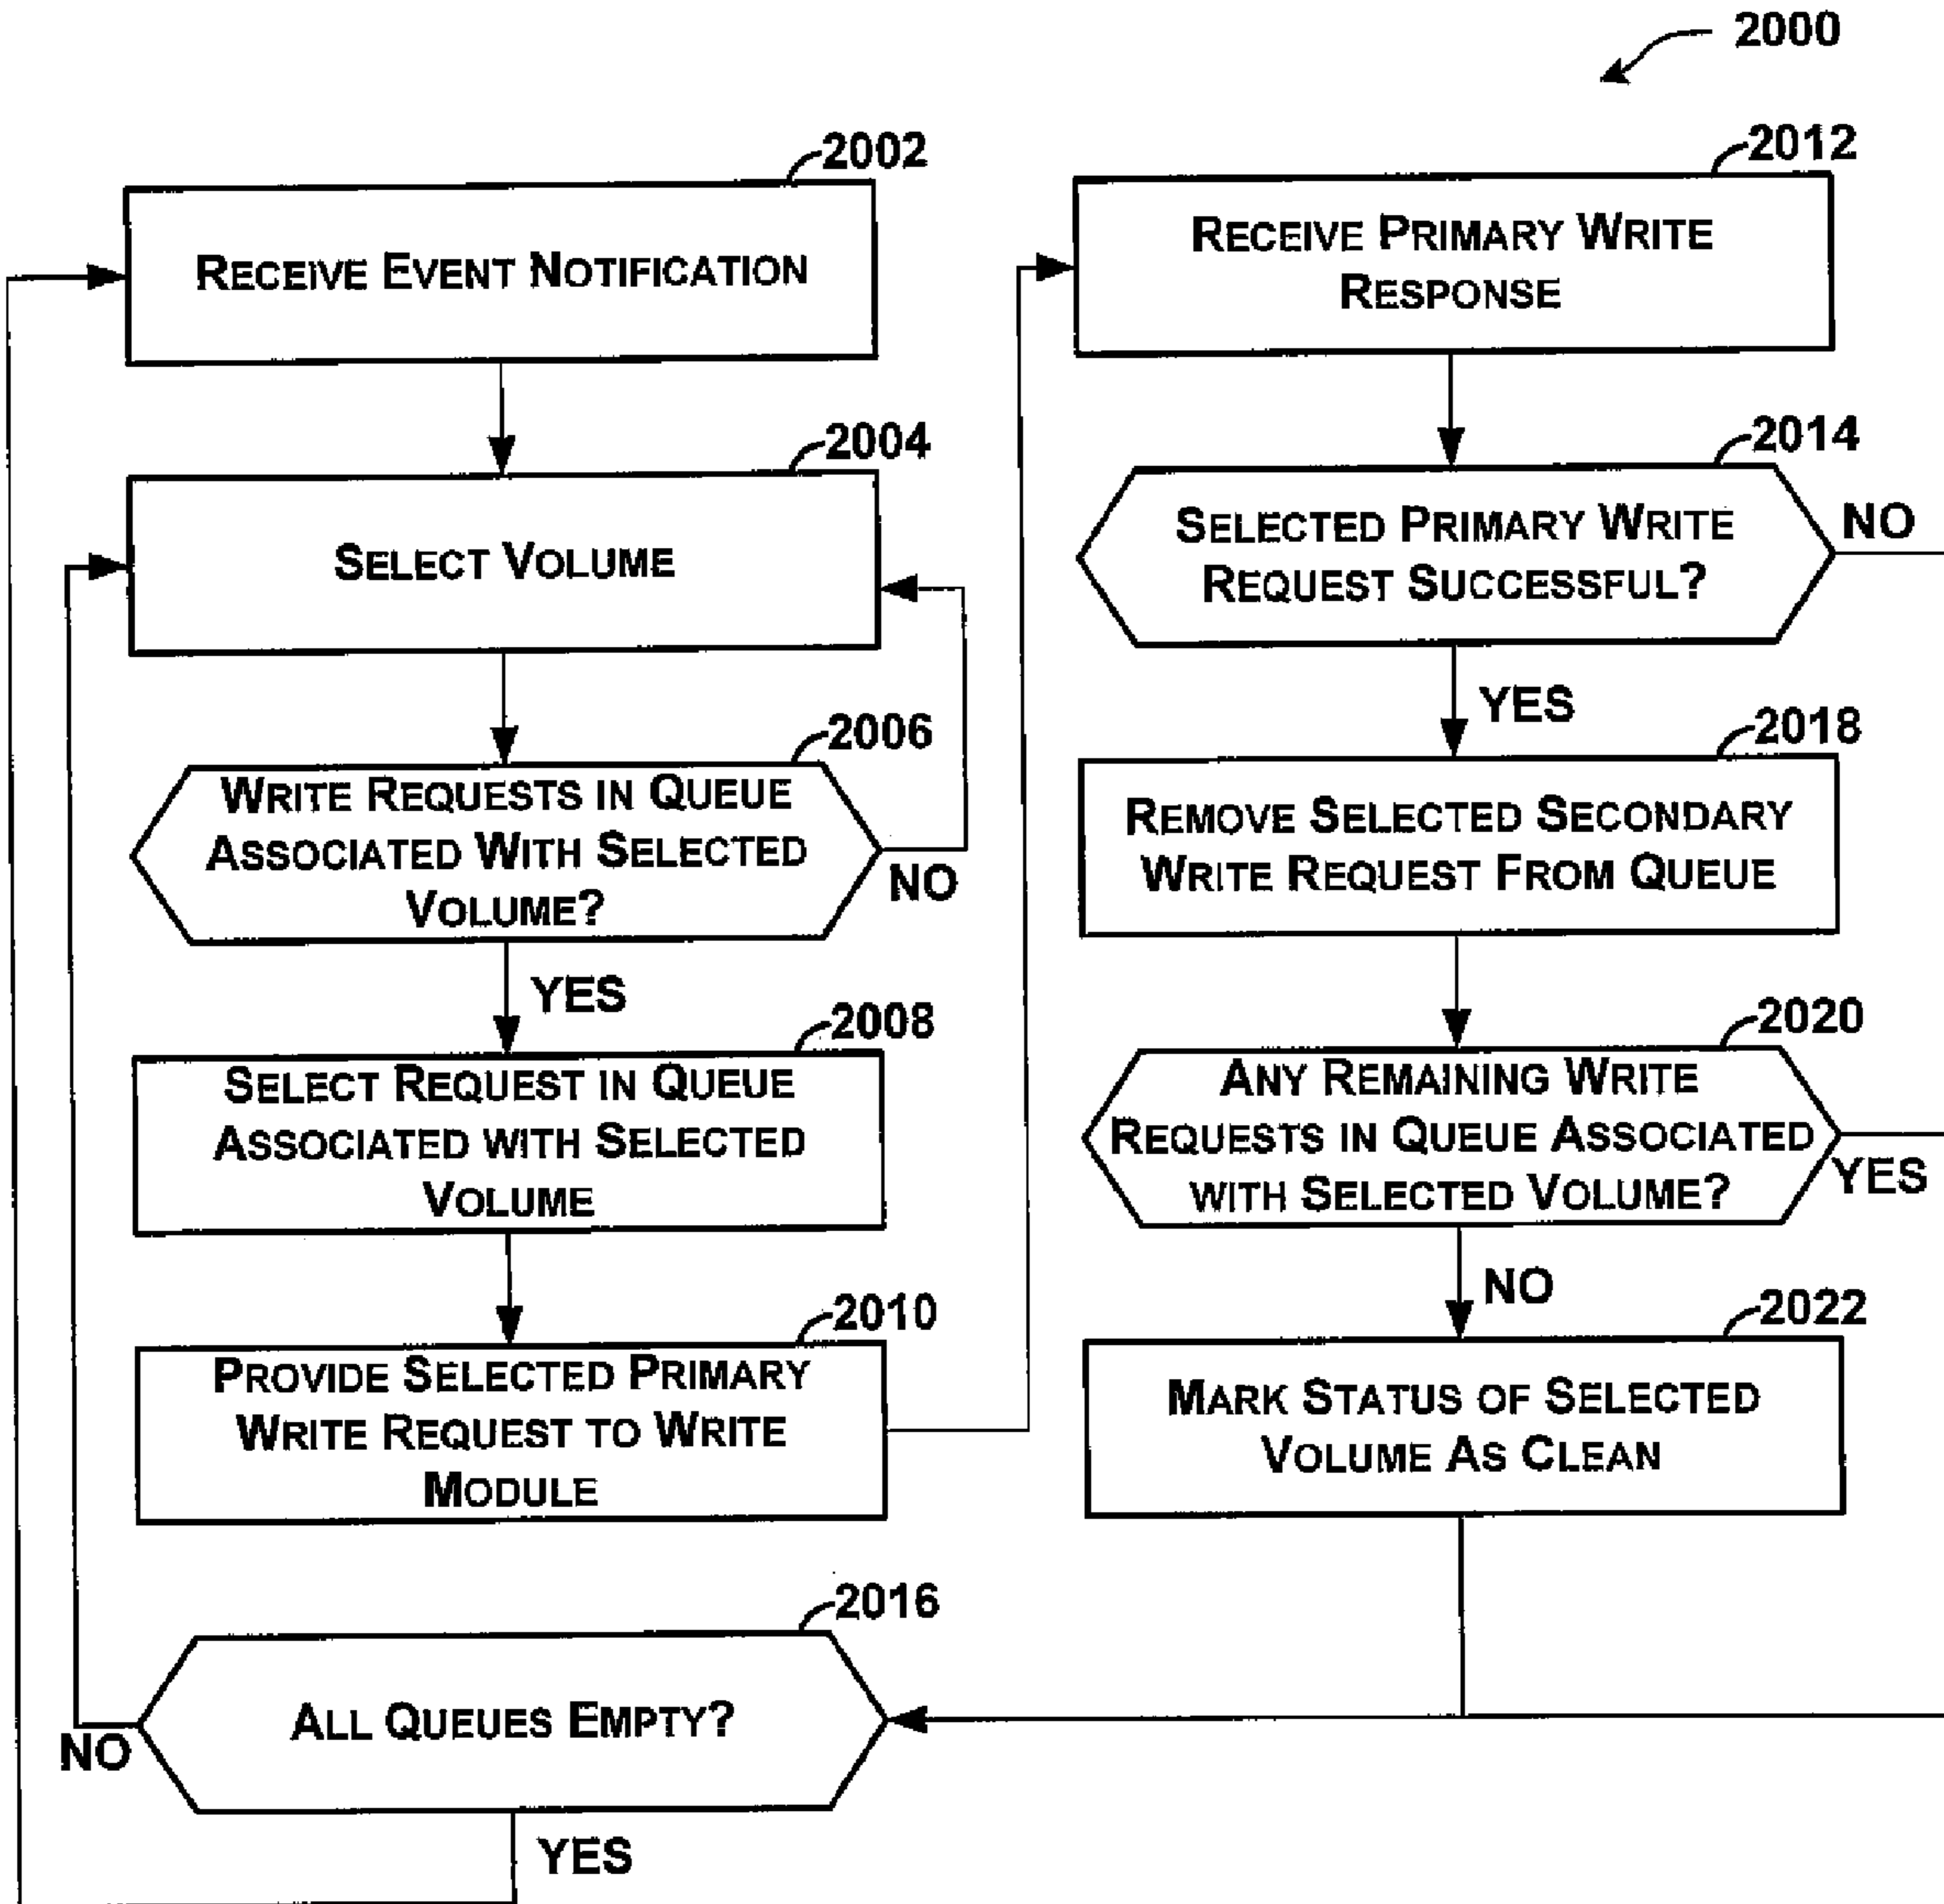 2000
2002
RECEIVE EVENT NOTIFICATION
2004
SELECT VOLUME
2006
WRITE REQUESTS IN QUEUE
ASSOCIATED WITH SELECTED
VOLUME?
NO
YES
2008
SELECT REQUEST IN QUEUE
ASSOCIATED WITH SELECTED
VOLUME
2010
PROVIDE SELECTED PRIMARY
WRITE REQUEST TO WRITE
MODULE
2012
RECEIVE PRIMARY WRITE
RESPONSE
2014
SELECTED PRIMARY WRITE
REQUEST SUCCESSFUL?
NO
YES
2018
REMOVE SELECTED SECONDARY
WRITE REQUEST FROM QUEUE
2020
ANY REMAINING WRITE
REQUESTS IN QUEUE ASSOCIATED
WITH SELECTED VOLUME?
YES
NO
2022
MARK STATUS OF SELECTED
VOLUME AS CLEAN
2016
ALL QUEUES EMPTY?
NO
YES